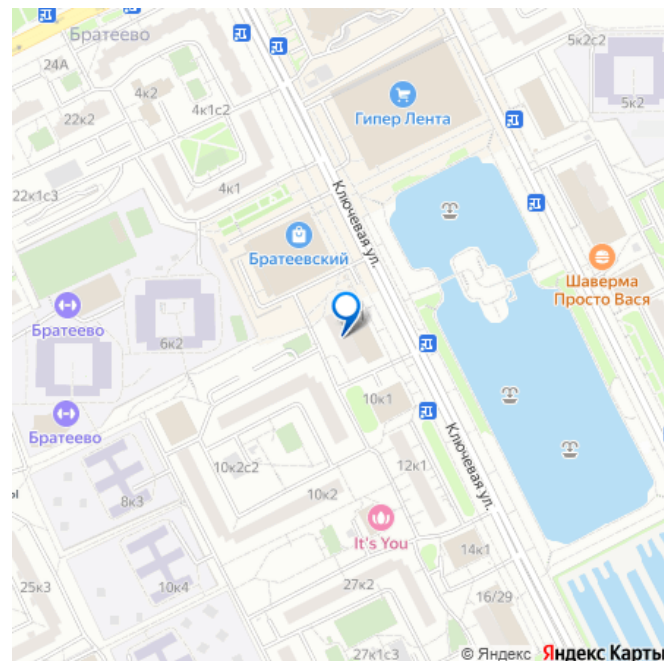 Братеево
24А
4к2
22к2
4к1с2
Гипер Лента
5к2с2
5к2
22к1с3
4к1
Ключевая ул.
Братеевский
Шаверма
Просто Вася
Братеево
6к2
Братеево
10к1
10к2с2
12к1
Ключевая ул.
ы
8к3
10к2
It's You
14к1
25к3
10к4
27к2
16/29
27к1с3
© Яндекс Яндекс Карты